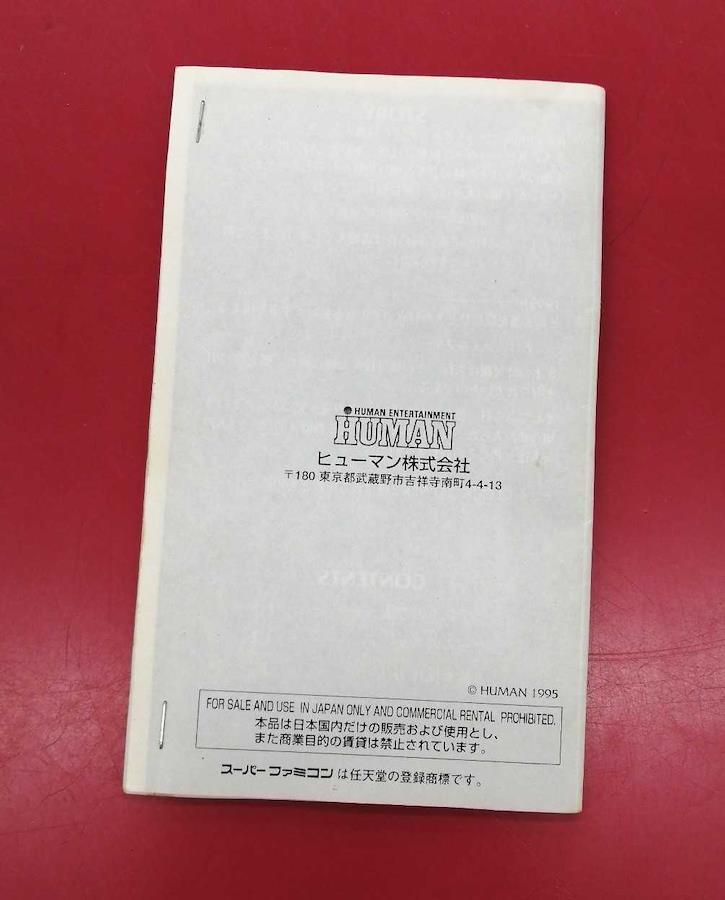 HUMAN ENTERTAINMENT
HUMAN
ヒューマン株式会社
〒180 東京都武蔵野市吉祥寺南町4-4-13
CONTENTS
© HUMAN 1995
FOR SALE AND USE IN JAPAN ONLY AND COMMERCIAL RENTAL PROHIBITED.
本品は日本国内だけの販売および使用とし、
また商業目的の賃貸は禁止されています。
スーパーファミコンは任天堂の登録商標です。